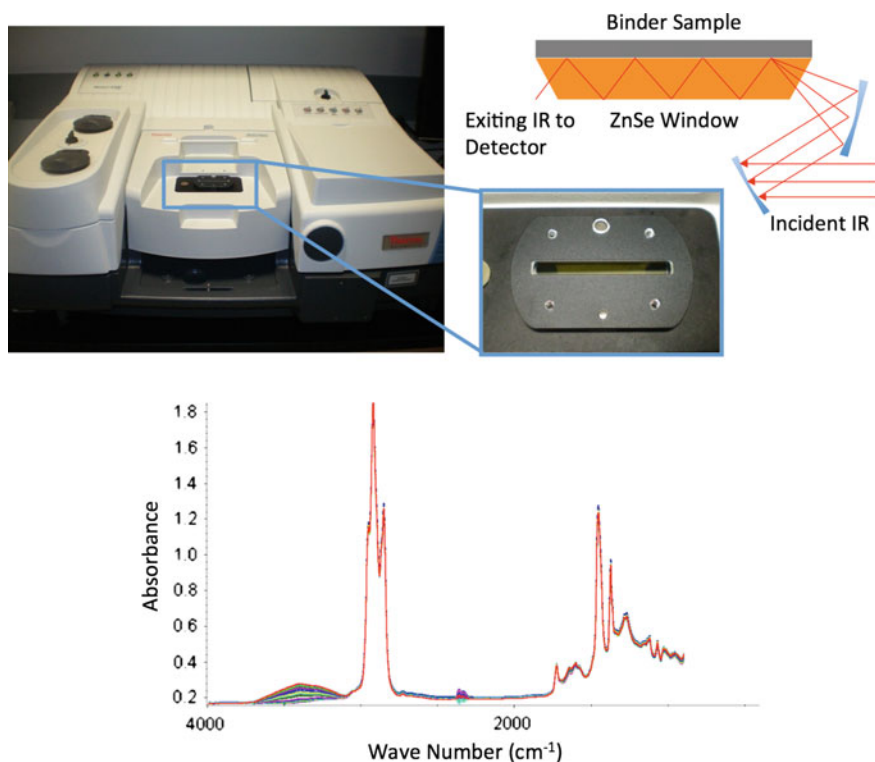 Binder Sample
Exiting IR to
Detector
ZnSe Window
Incident IR
Thermo
1.8
1.6
1.4
1.2
1.0
0.8
0 6
0.4
0.2
Absorbance
4000
2000
Wave Number (cm⁻¹)